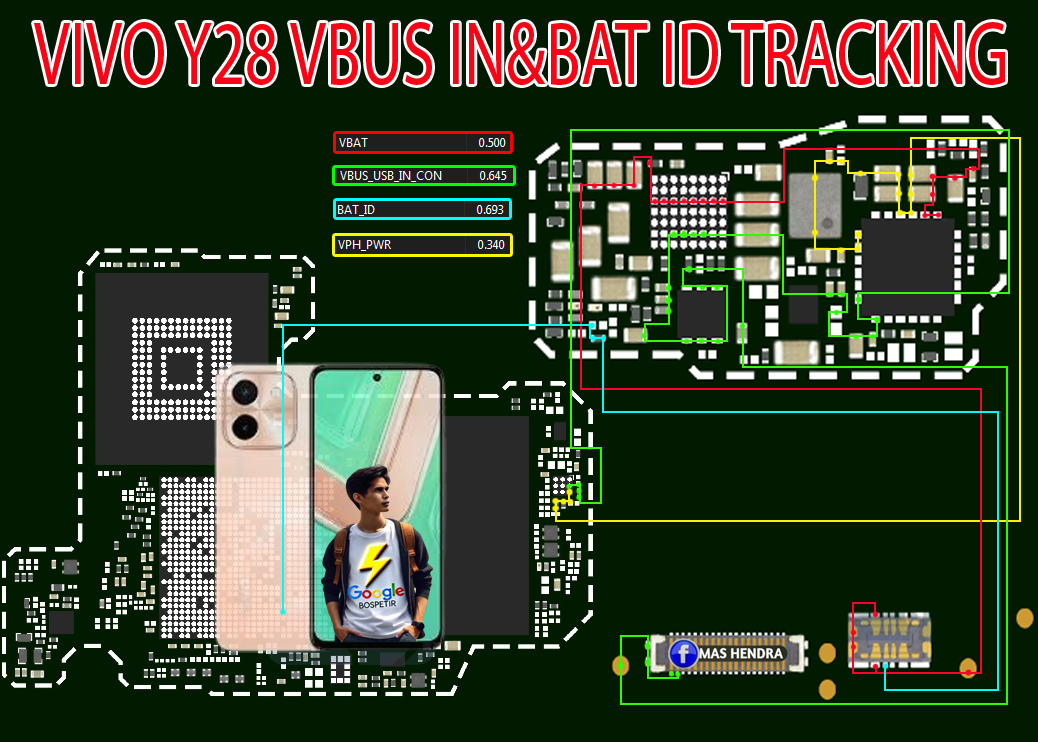 VIVO Y28 VBUS IN&BAT ID TRACKING
VBAT 0.500
VBUS_USB_IN_CON 0.645
BAT_ID 0.693
VPH_PWR 0.340
Google
BOSPETIR
f MAS HENDRA